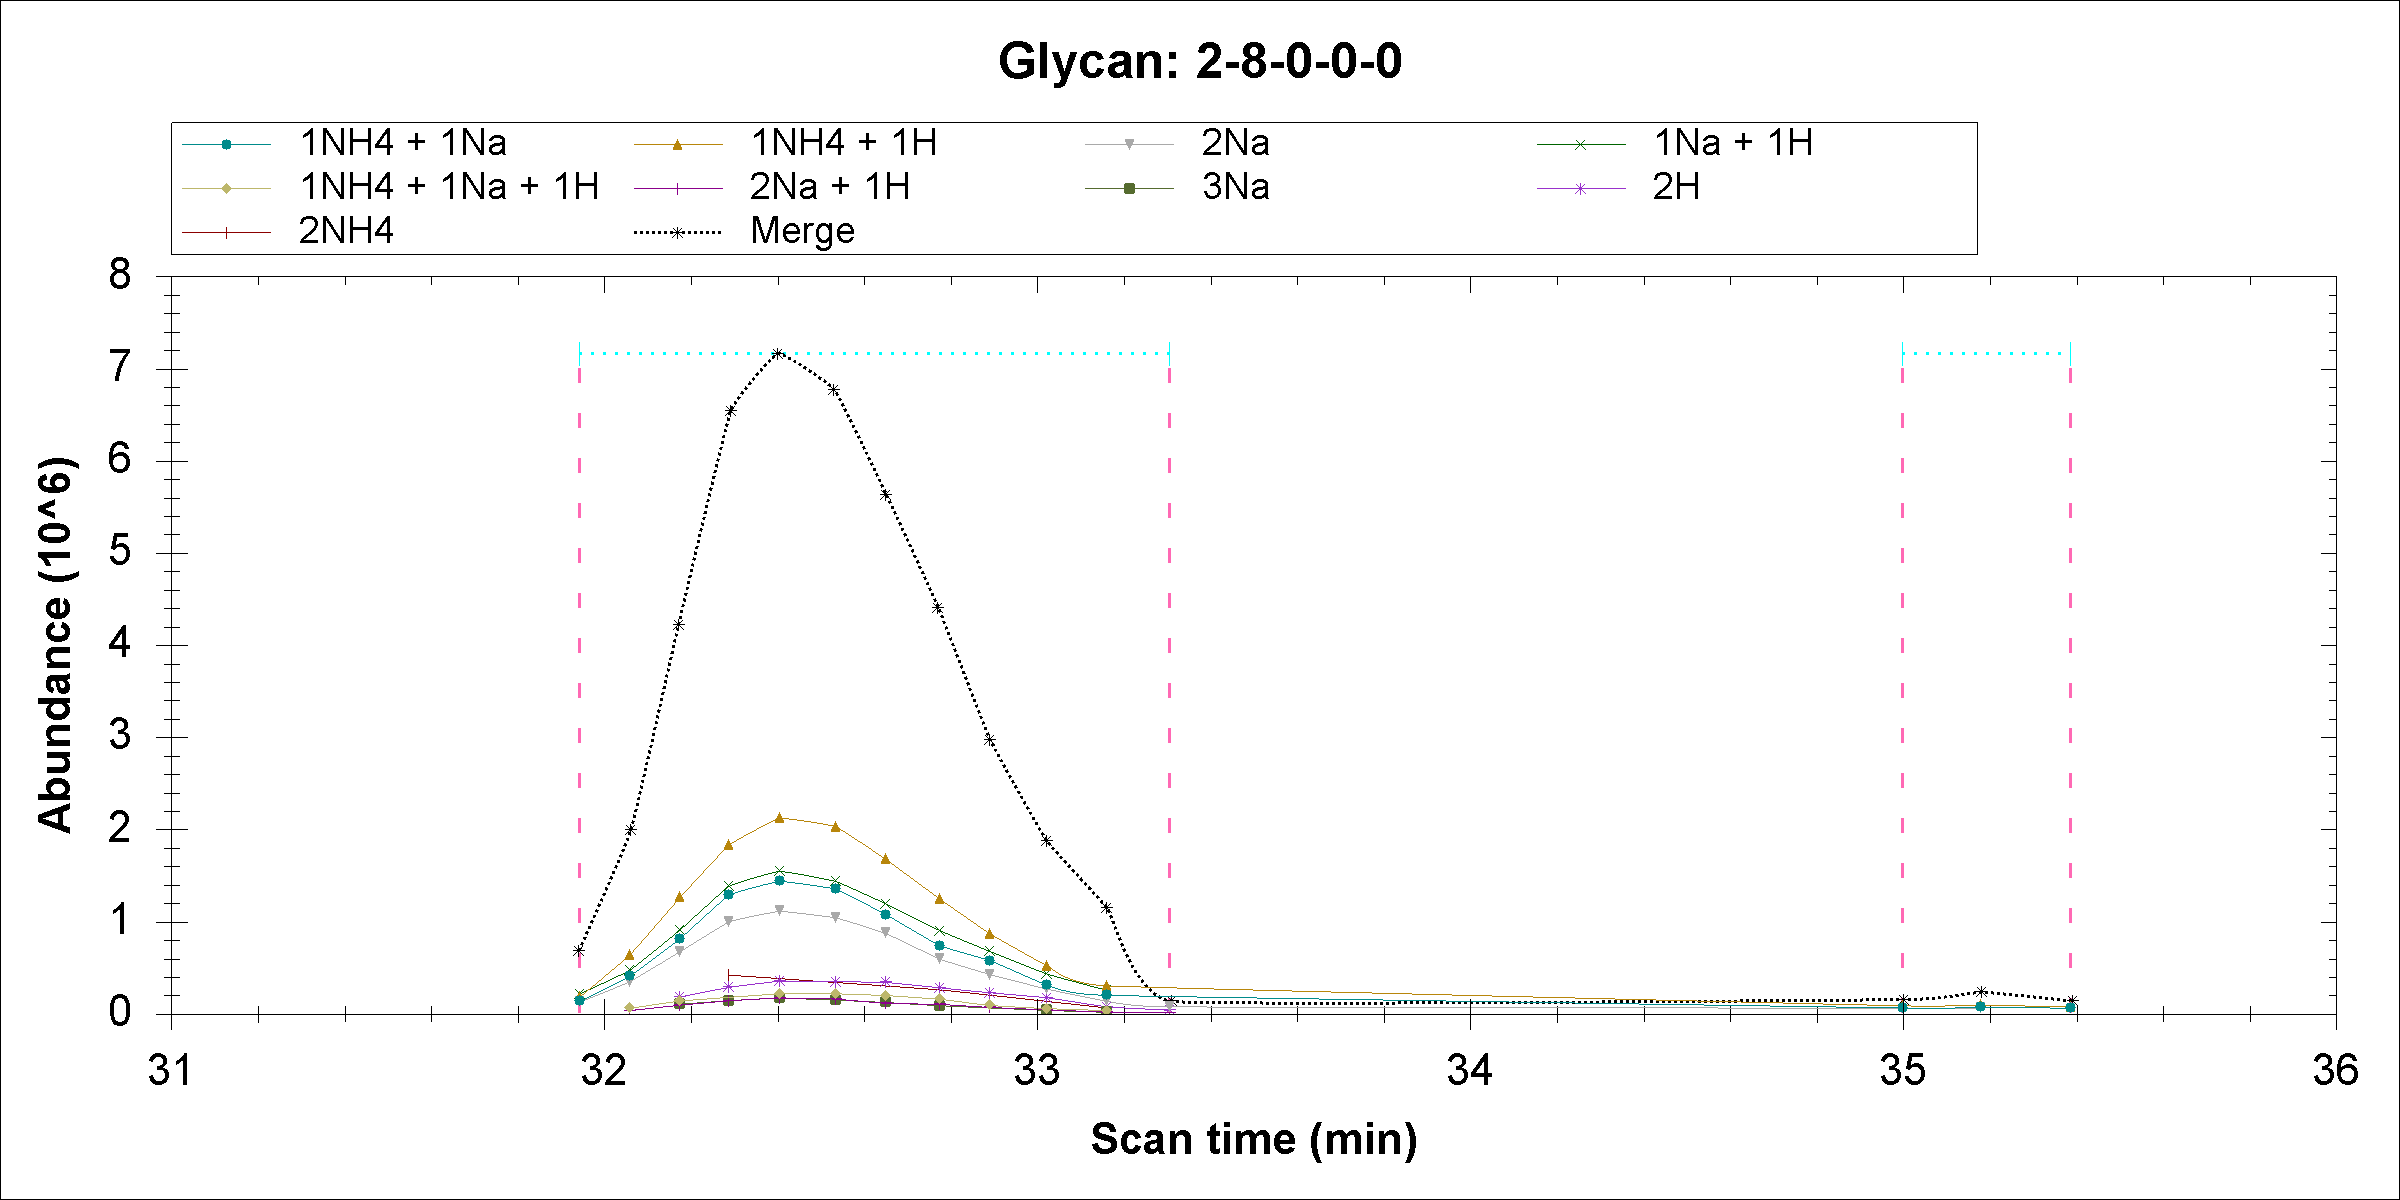 Glycan: 2-8-0-0-0
1NH4 + 1Na 1NH4 + 1H 2Na 1Na + 1H
1NH4 + 1Na + 1H 2Na + 1H 3Na 2H
2NH4 Merge
8
7
6
5
4
3
2
1
0
Abundance (10^6)
31 32 33 34 35 36
Scan time (min)